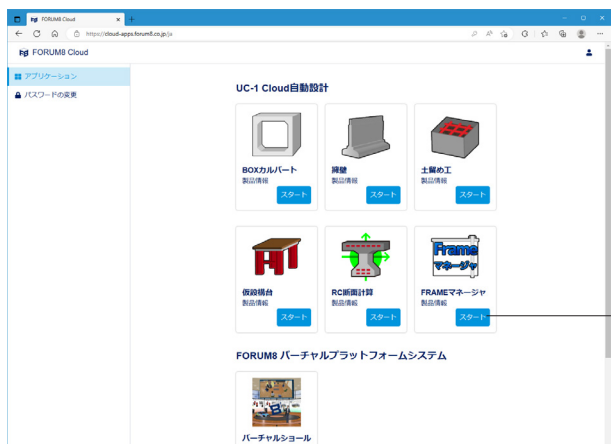 FORUM8 Cloud
https://cloud-apps.forum8.co.jp/ja
FORUM8 Cloud
アプリケーション
パスワードの変更
UC-1 Cloud自動設計
BOXカルバート
製品情報
スタート
擁壁
製品情報
スタート
土留め工
製品情報
スタート
仮設構台
製品情報
スタート
RC断面計算
製品情報
スタート
Frame
マネージャ
FRAMEマネージャ
製品情報
スタート
FORUM8 バーチャルプラットフォームシステム
バーチャルショール